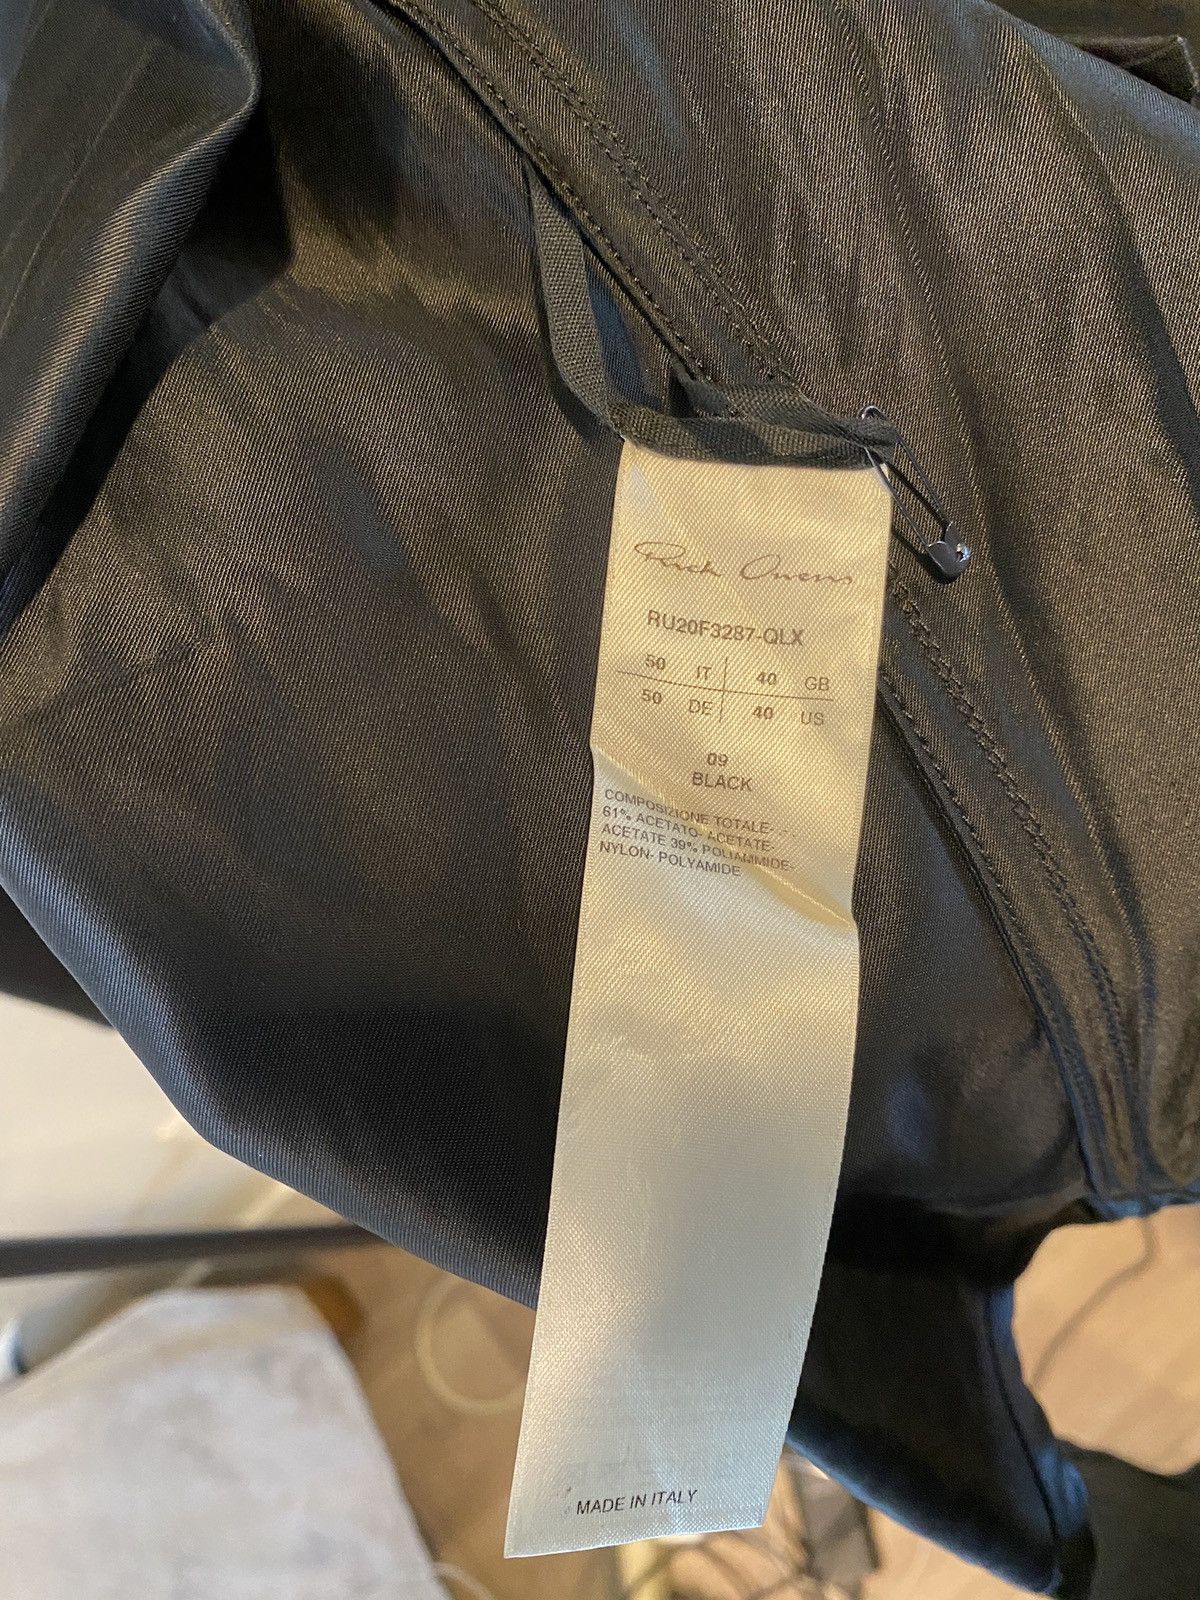 Rick Owens
RU20F3287-QLX
50 IT 40 GB
50 DE 40 US
09
BLACK
COMPOSIZIONE TOTALE- - -
61% ACETATO- ACETATE-
ACETATE 39% POLIAMMIDE-
NYLON- POLYAMIDE
MADE IN ITALY